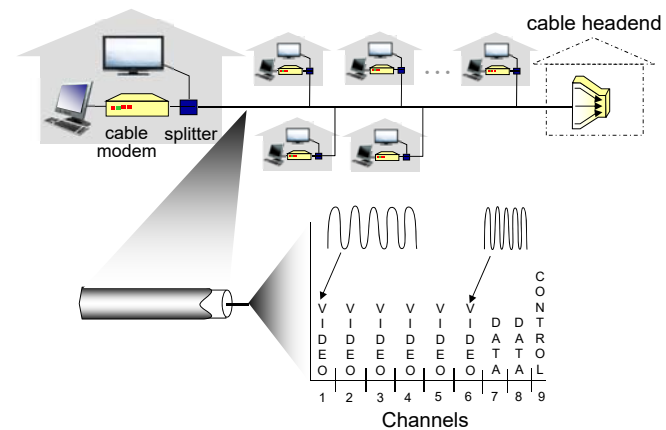 cable headend
cable
modem
splitter
...
VIDEO
VIDEO
VIDEO
VIDEO
VIDEO
VIDEO
DATA
DATA
CONTROL
1 2 3 4 5 6 7 8 9
Channels